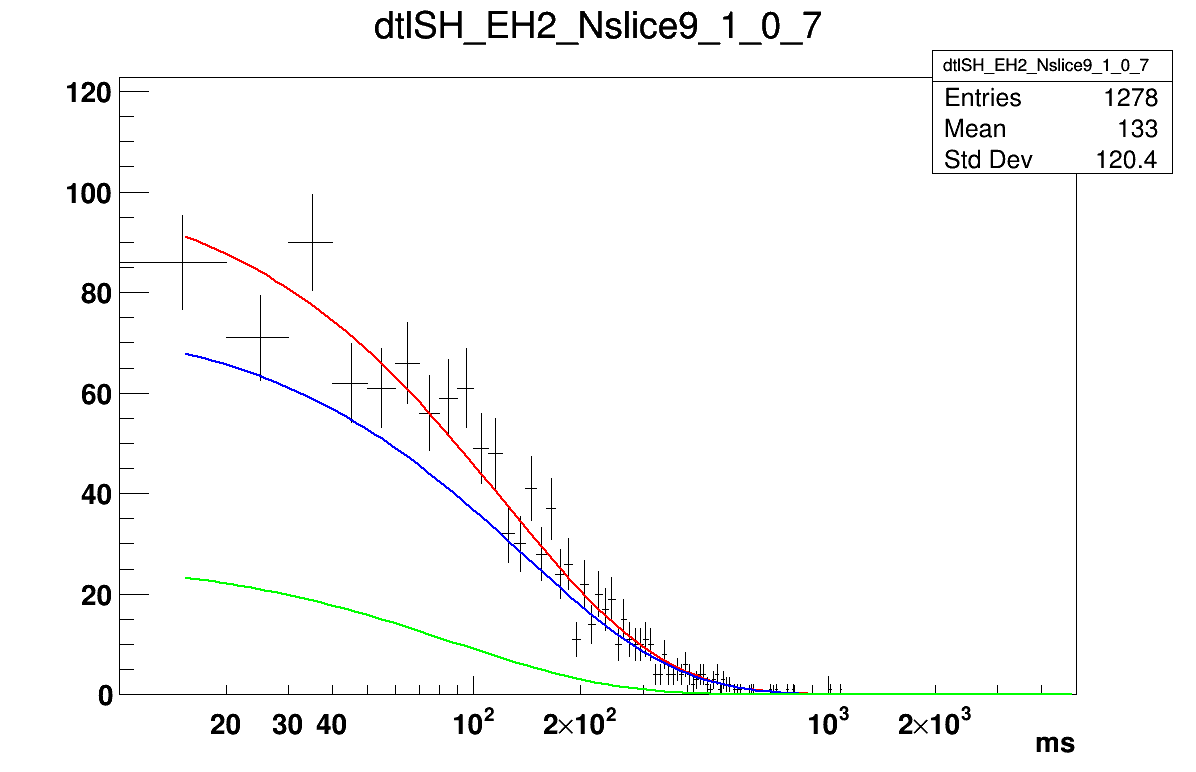 dtlSH_EH2_Nslice9_1_0_7
dtlSH_EH2_Nslice9_1_0_7
Entries 1278
Mean 133
Std Dev 120.4
120
100
80
60
40
20
0
20 30 40 10² 2×10² 10³ 2×10³
ms